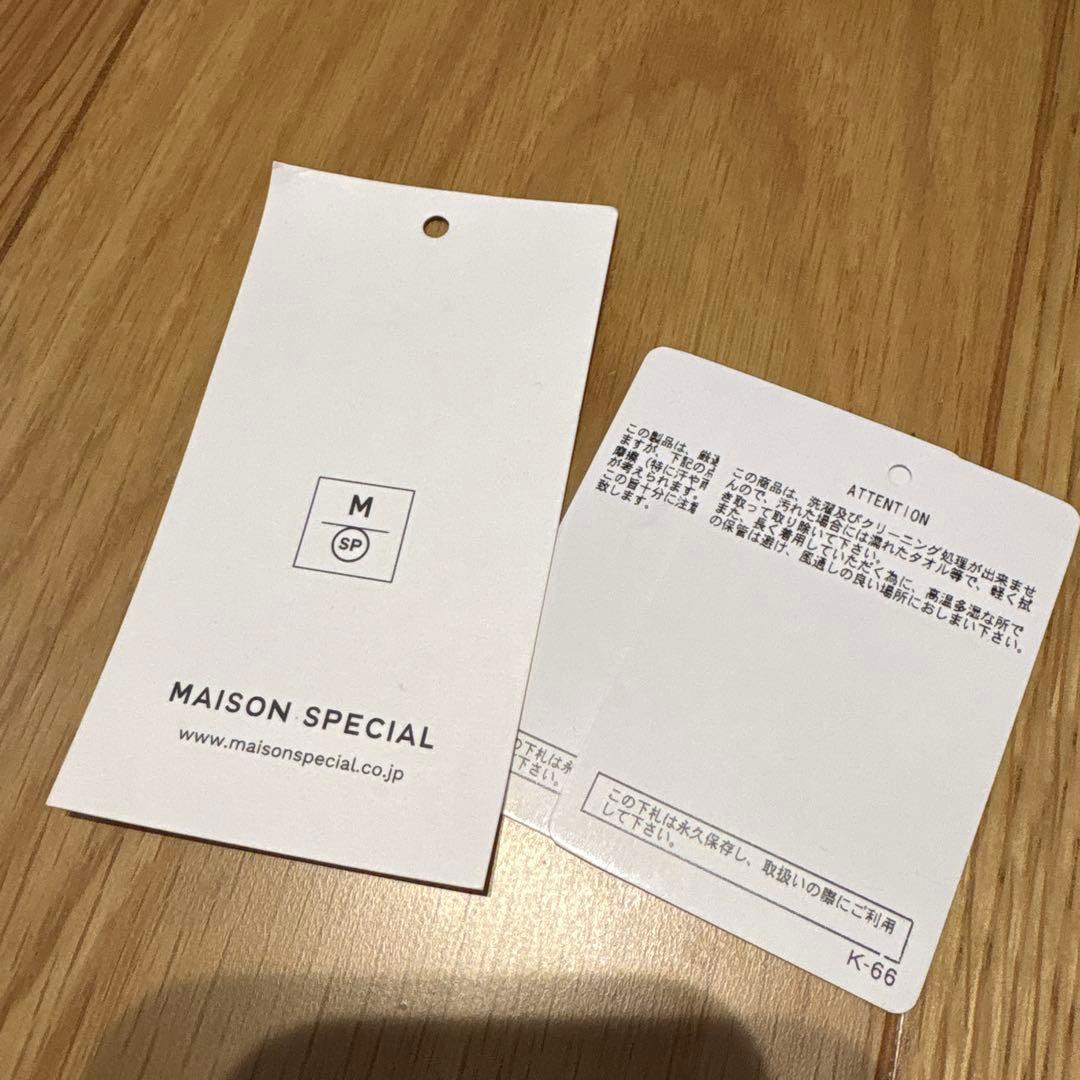 M
SP
MAISON SPECIAL
www.maisonspecial.co.jp
この製品は、
ますが、下記の
摩擦(特に汗や
が考えられます。
この旨十分に注
致します。
の下札は永
下さい。
ATTENTION
この商品は、洗濯及びクリーニング処理が出来ませ
んので、汚れた場合には濡れたタオル等で、軽く拭
き取って取り除いて下さい。
また、長く着用していただく為に、高温多湿な所で
の保管は避け、風通しの良い場所におしまい下さい。
この下札は永久保存し、取扱いの際にご利用
して下さい。
K-66